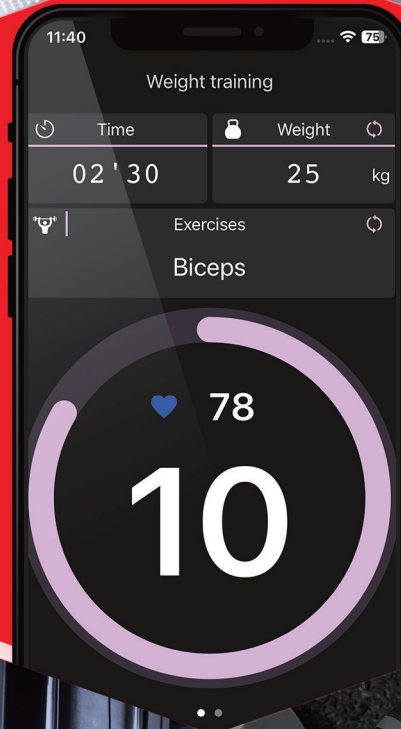 11:40
75
Weight training
Time
Weight
02'30
25 kg
Exercises
Biceps
78
10